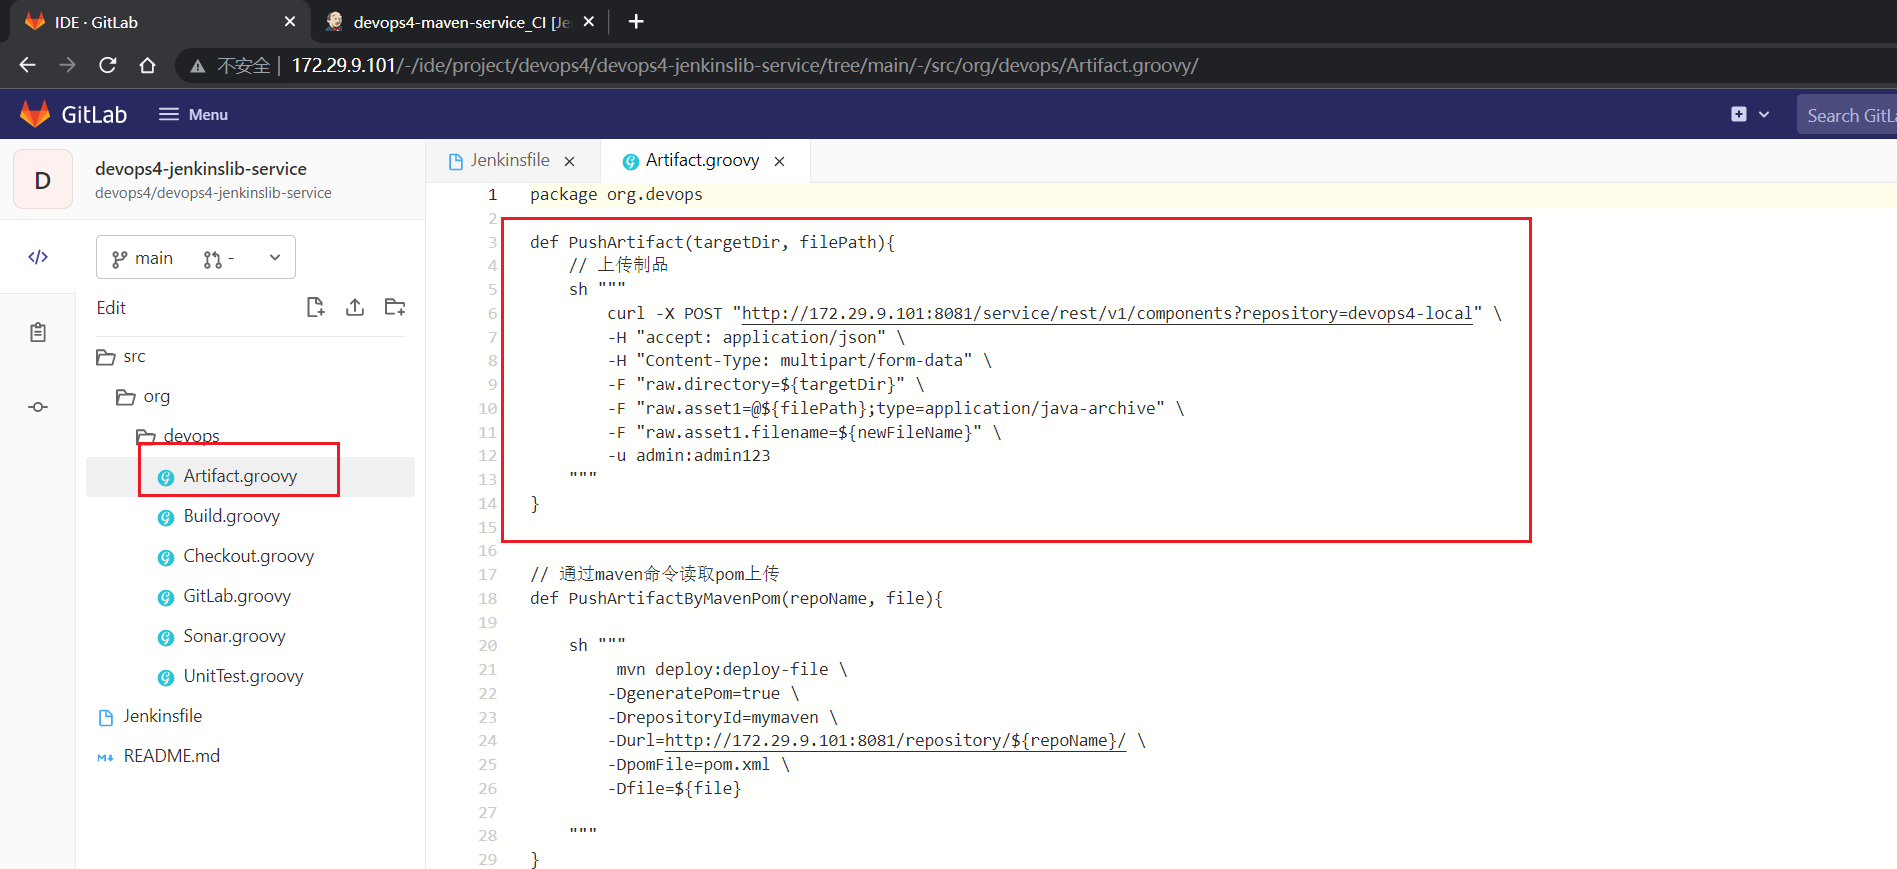 IDE · GitLab
devops4-maven-service_CI [Je
不安全 | 172.29.9.101/-/ide/project/devops4/devops4-jenkinslib-service/tree/main/-/src/org/devops/Artifact.groovy/
GitLab
Menu
Search GitLa
D
devops4-jenkinslib-service
devops4/devops4-jenkinslib-service
main
-
Edit
src
org
devops
Artifact.groovy
Build.groovy
Checkout.groovy
GitLab.groovy
Sonar.groovy
UnitTest.groovy
Jenkinsfile
README.md
Jenkinsfile
Artifact.groovy
1 package org.devops
2
3 def PushArtifact(targetDir, filePath){
4 // 上传制品
5 sh """
6 curl -X POST "http://172.29.9.101:8081/service/rest/v1/components?repository=devops4-local" \
7 -H "accept: application/json" \
8 -H "Content-Type: multipart/form-data" \
9 -F "raw.directory=${targetDir}" \
10 -F "raw.asset1=@${filePath};type=application/java-archive" \
11 -F "raw.asset1.filename=${newFileName}" \
12 -u admin:admin123
13 """
14 }
15
16
17 // 通过maven命令读取pom上传
18 def PushArtifactByMavenPom(repoName, file){
19
20 sh """
21 mvn deploy:deploy-file \
22 -DgeneratePom=true \
23 -DrepositoryId=mymaven \
24 -Durl=http://172.29.9.101:8081/repository/${repoName}/ \
25 -DpomFile=pom.xml \
26 -Dfile=${file}
27
28 """
29 }